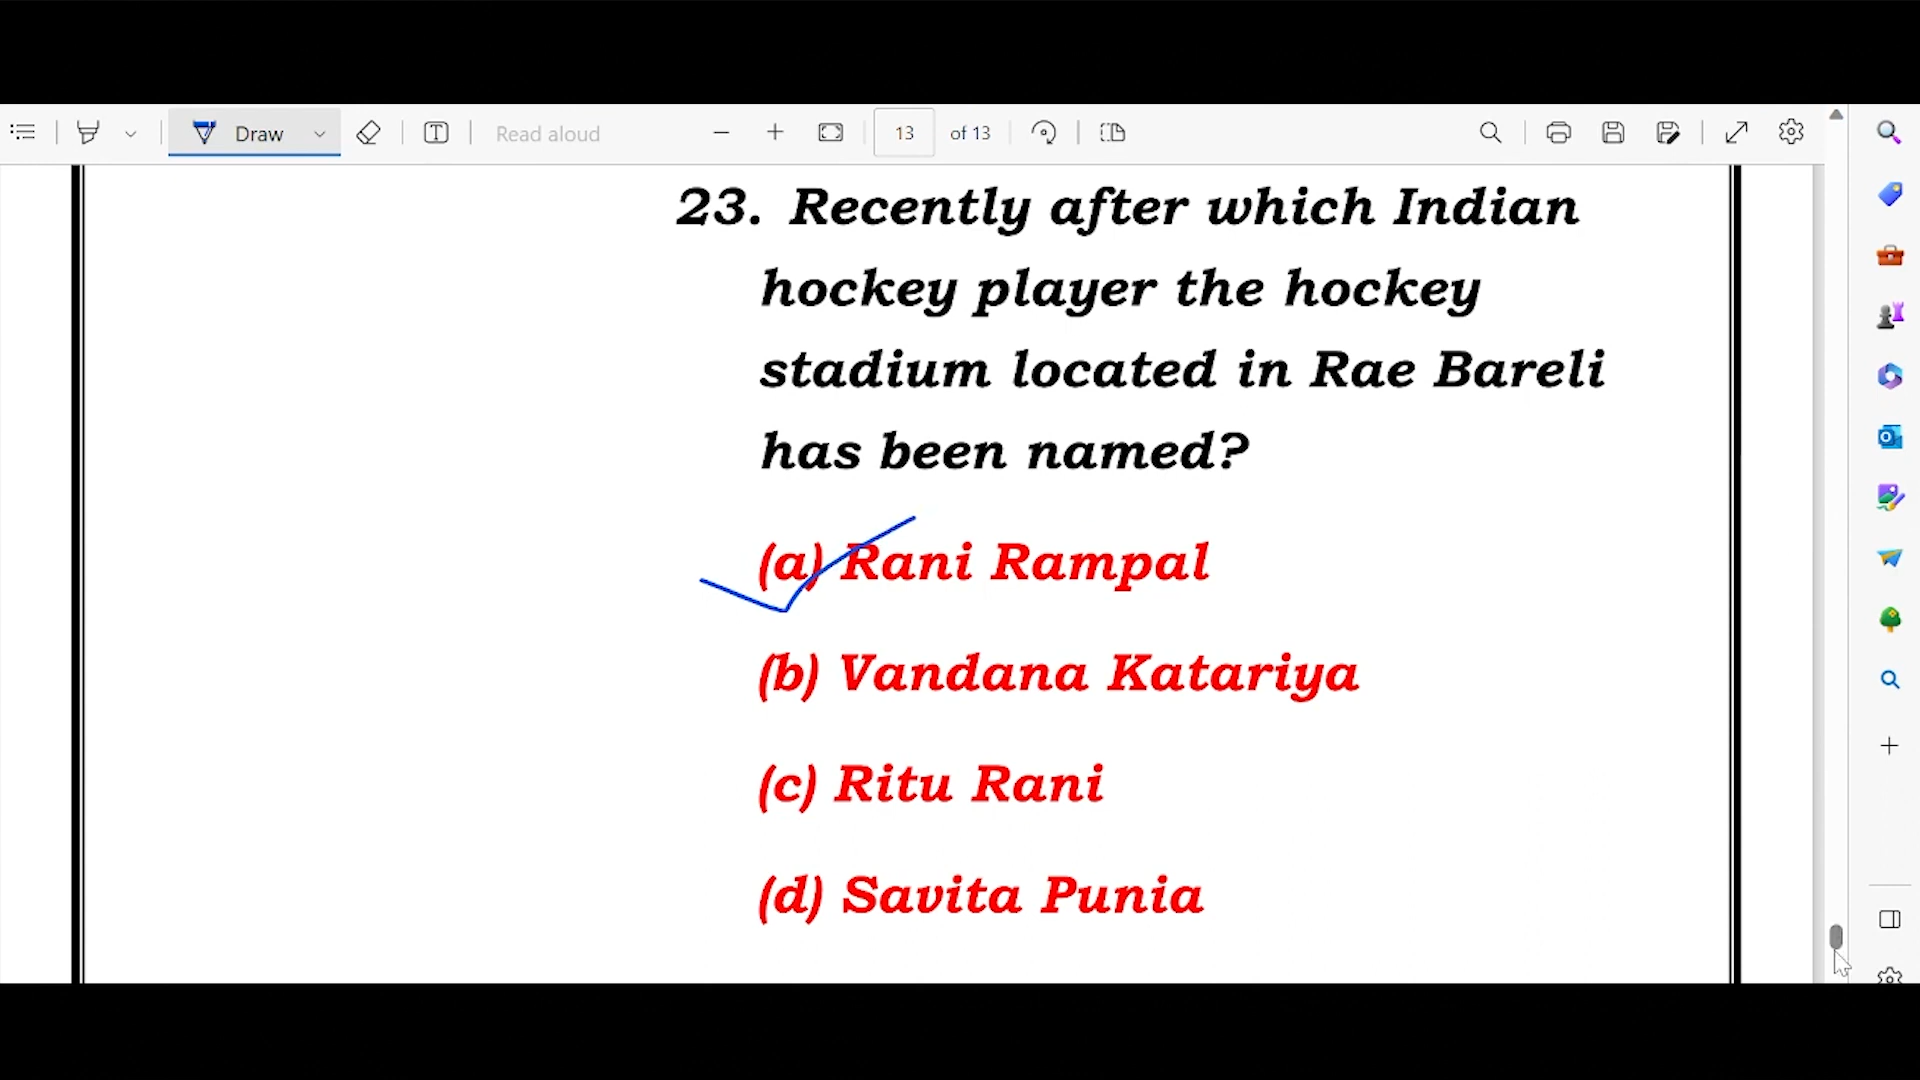 Draw
Read aloud
13 of 13
23. Recently after which Indian
hockey player the hockey
stadium located in Rae Bareli
has been named?
(a) Rani Rampal
(b) Vandana Katariya
(c) Ritu Rani
(d) Savita Punia